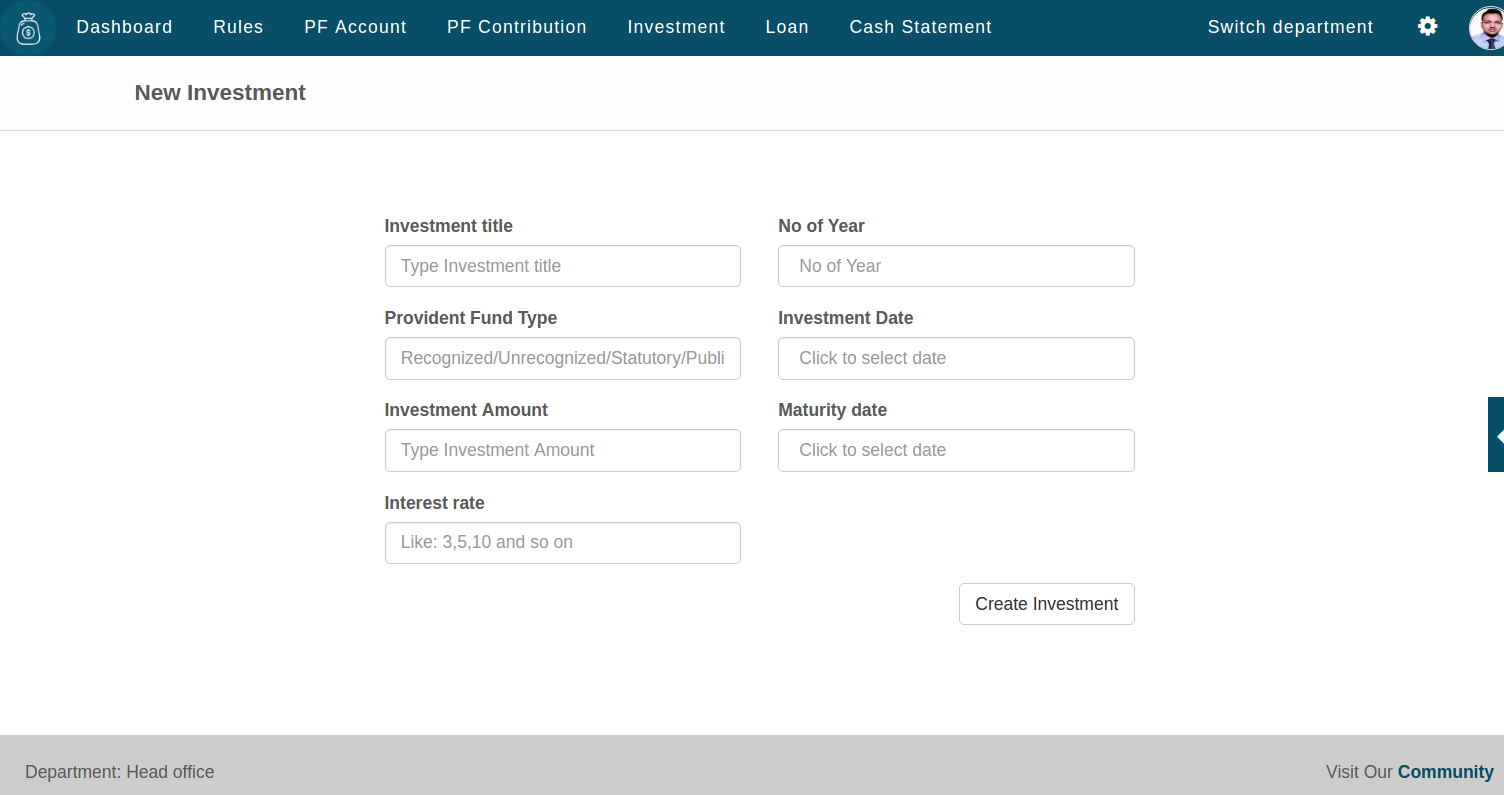 Dashboard Rules PF Account PF Contribution Investment Loan Cash Statement Switch department
New Investment
Investment title No of Year
Type Investment title No of Year
Provident Fund Type Investment Date
Recognized/Unrecognized/Statutory/Publi Click to select date
Investment Amount Maturity date
Type Investment Amount Click to select date
Interest rate
Like: 3,5,10 and so on
Create Investment
Department: Head office Visit Our Community